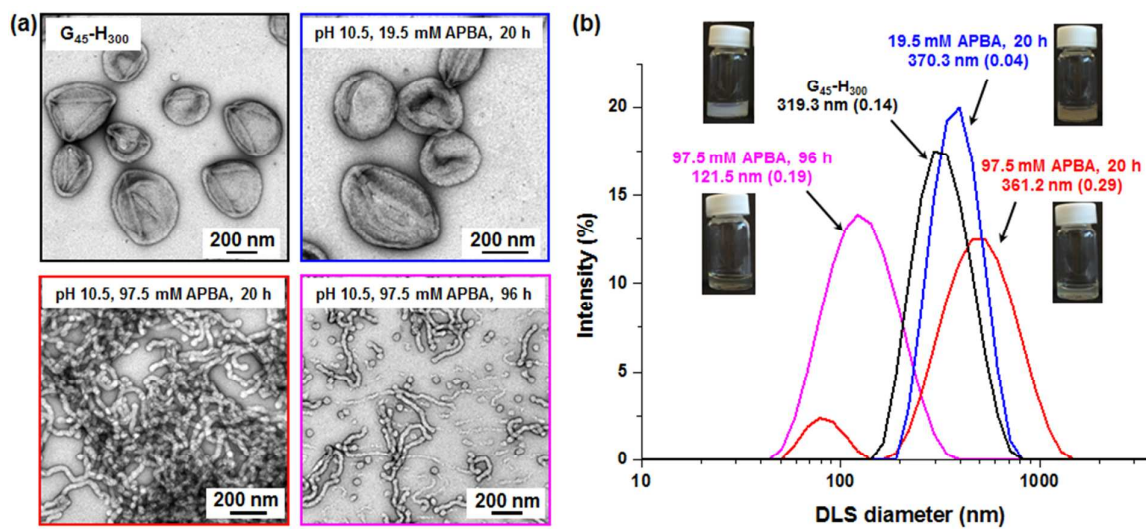 (a)
G45-H300
200 nm
pH 10.5, 19.5 mM APBA, 20 h
200 nm
pH 10.5, 97.5 mM APBA, 20 h
200 nm
pH 10.5, 97.5 mM APBA, 96 h
200 nm
(b)
Intensity (%)
20
15
10
5
0
19.5 mM APBA, 20 h
370.3 nm (0.04)
G45-H300
319.3 nm (0.14)
97.5 mM APBA, 96 h
121.5 nm (0.19)
97.5 mM APBA, 20 h
361.2 nm (0.29)
10
100
1000
DLS diameter (nm)